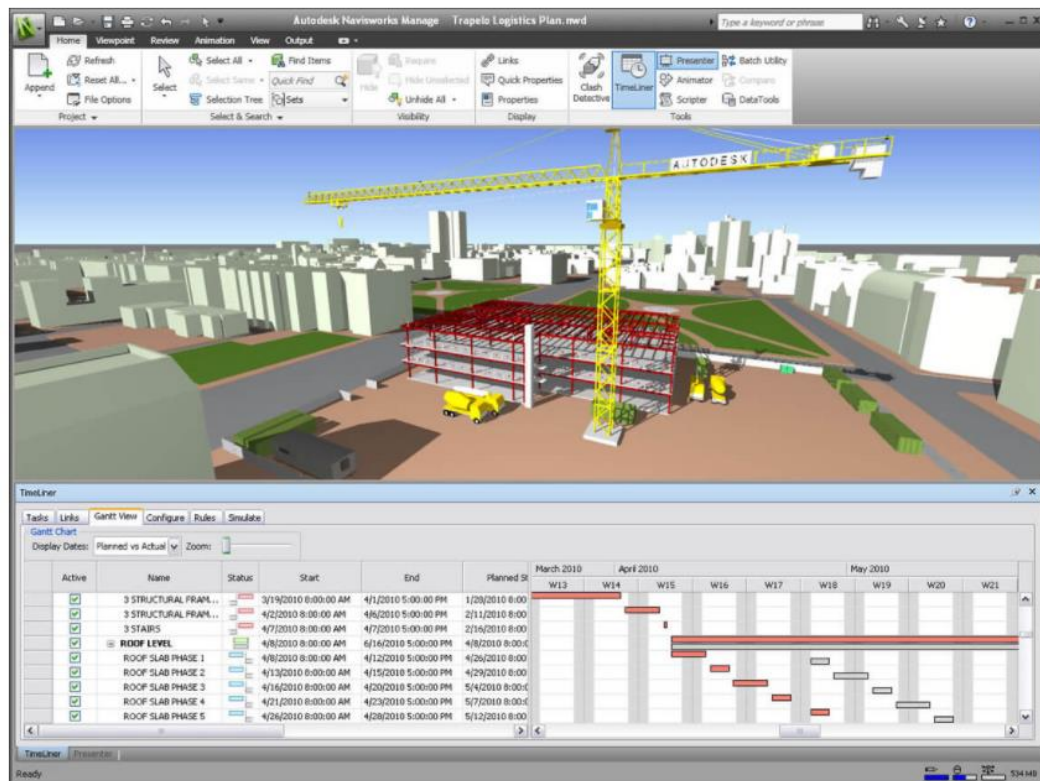 Autodesk Navisworks Manage Trapelo Logistics Plan.nwd
Type a keyword or phrase
Home Viewpoint Review Animation View Output
Append
Refresh
Reset All...
File Options
Project
Select
Select All
Select Same
Selection Tree
Find Items
Quick Find
Sets
Select & Search
Hide
Require
Hide Unselected
Unhide All
Visibility
Links
Quick Properties
Properties
Display
Clash Detective
TimeLiner
Presenter
Animator
Scripter
Batch Utility
Compare
DataTools
Tools
AUTODESK
TimeLiner
Tasks Links Gantt View Configure Rules Simulate
Gantt Chart
Display Dates: Planned vs Actual Zoom:
Active Name Status Start End Planned St
March 2010 April 2010 May 2010
W13 W14 W15 W16 W17 W18 W19 W20 W21
3 STRUCTURAL FRAM... 3/19/2010 8:00:00 AM 4/1/2010 5:00:00 PM 1/28/2010 8:00
3 STRUCTURAL FRAM... 4/2/2010 8:00:00 AM 4/6/2010 5:00:00 PM 2/11/2010 8:00
3 STAIRS 4/7/2010 8:00:00 AM 4/7/2010 5:00:00 PM 2/16/2010 8:00
ROOF LEVEL 4/8/2010 8:00:00 AM 6/16/2010 5:00:00 PM 4/8/2010 8:00:0
ROOF SLAB PHASE 1 4/8/2010 8:00:00 AM 4/12/2010 5:00:00 PM 4/26/2010 8:00
ROOF SLAB PHASE 2 4/13/2010 8:00:00 AM 4/15/2010 5:00:00 PM 4/29/2010 8:00
ROOF SLAB PHASE 3 4/16/2010 8:00:00 AM 4/20/2010 5:00:00 PM 5/4/2010 8:00:0
ROOF SLAB PHASE 4 4/21/2010 8:00:00 AM 4/23/2010 5:00:00 PM 5/7/2010 8:00:0
ROOF SLAB PHASE 5 4/26/2010 8:00:00 AM 4/28/2010 5:00:00 PM 5/12/2010 8:00
TimeLiner Presenter
Ready
534 MB